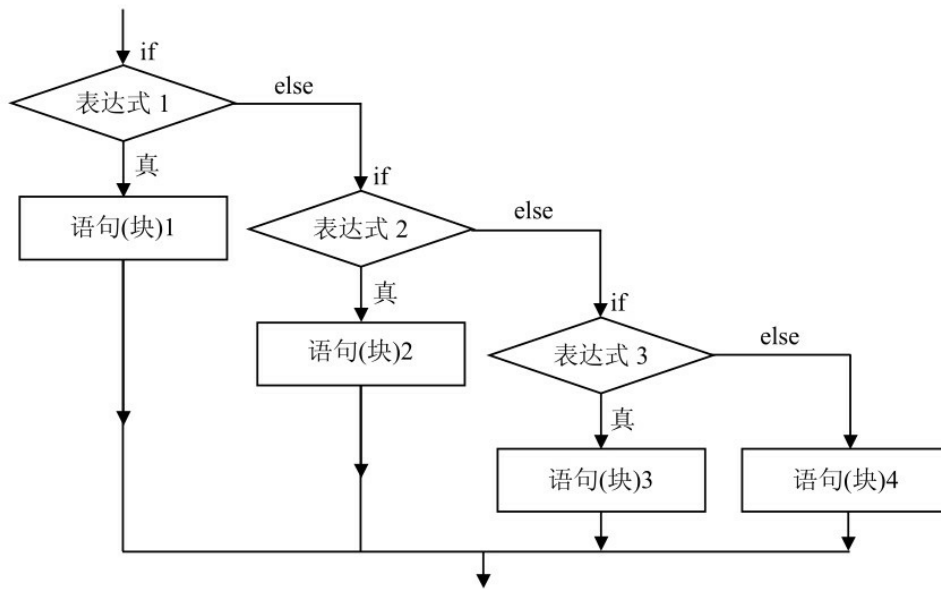 if
表达式 1
else
真
if
语句(块)1
表达式 2
else
真
if
语句(块)2
表达式 3
else
真
语句(块)3
语句(块)4